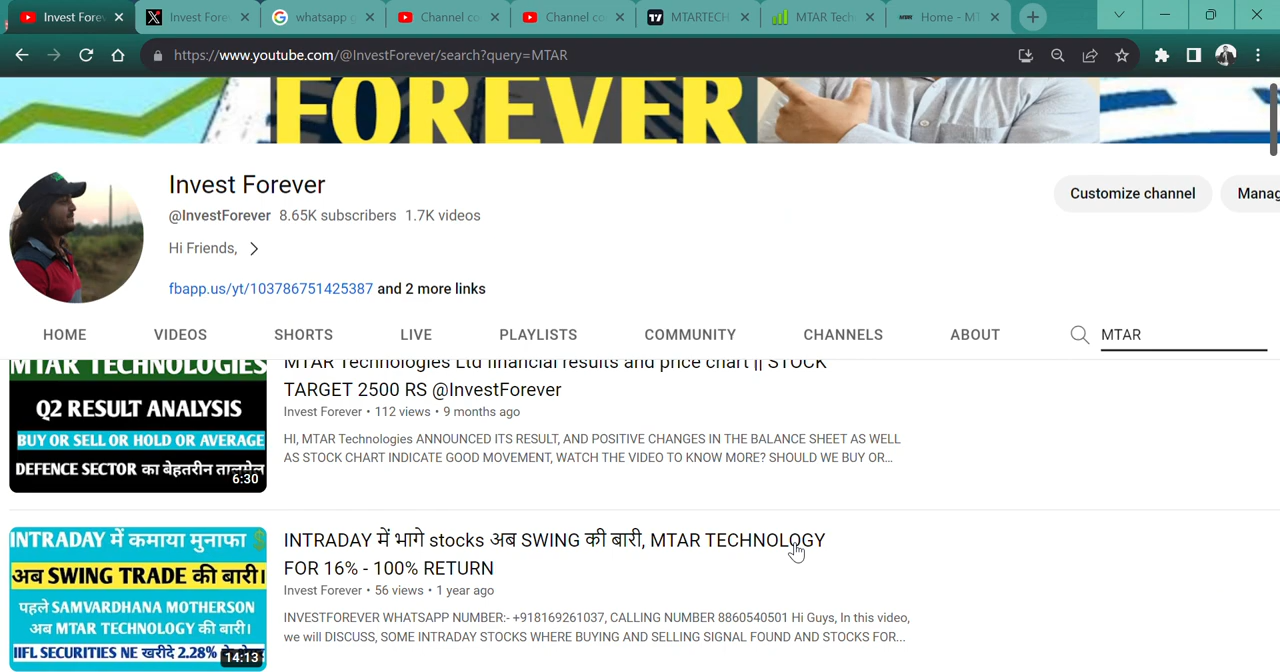 Invest Fore
Invest Fore
whatsapp g
Channel co
Channel co
MTARTECH
MTAR Tech
Home - MT
https://www.youtube.com/@InvestForever/search?query=MTAR
FOREVER
Invest Forever
@InvestForever 8.65K subscribers 1.7K videos
Hi Friends,
fbapp.us/yt/103786751425387 and 2 more links
Customize channel
Manag
HOME
VIDEOS
SHORTS
LIVE
PLAYLISTS
COMMUNITY
CHANNELS
ABOUT
MTAR
MTAR TECHNOLOGIES
Q2 RESULT ANALYSIS
BUY OR SELL OR HOLD OR AVERAGE
DEFENCE SECTOR का बेहतरीन
6:30
MTAR Technologies Ltd financial results and price chart || STOCK
TARGET 2500 RS @InvestForever
Invest Forever • 112 views • 9 months ago
HI, MTAR Technologies ANNOUNCED ITS RESULT, AND POSITIVE CHANGES IN THE BALANCE SHEET AS WELL
AS STOCK CHART INDICATE GOOD MOVEMENT, WATCH THE VIDEO TO KNOW MORE? SHOULD WE BUY OR...
INTRADAY में कमाया मुनाफा
अब SWING TRADE की बारी।
पहले SAMVARDHANA MOTHERSON
अब MTAR TECHNOLOGY की बारी।
IIFL SECURITIES NE खरीदे 2.28%
14:13
INTRADAY में भागे stocks अब SWING की बारी, MTAR TECHNOLOGY
FOR 16% - 100% RETURN
Invest Forever • 56 views • 1 year ago
INVESTFOREVER WHATSAPP NUMBER:- +918169261037, CALLING NUMBER 8860540501 Hi Guys, In this video,
we will DISCUSS, SOME INTRADAY STOCKS WHERE BUYING AND SELLING SIGNAL FOUND AND STOCKS FOR...